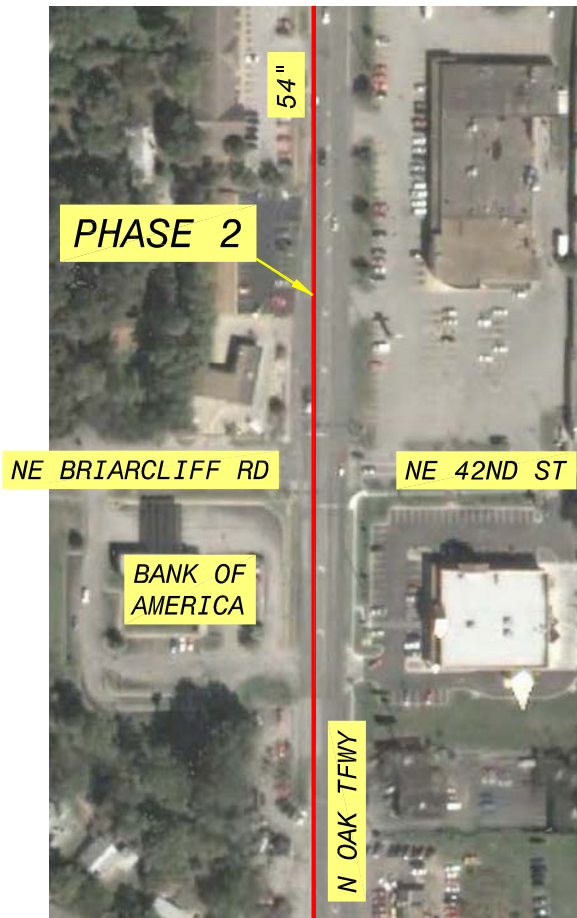 54"
PHASE 2
NE BRIARCLIFF RD
NE 42ND ST
BANK OF
AMERICA
N OAK TFWY